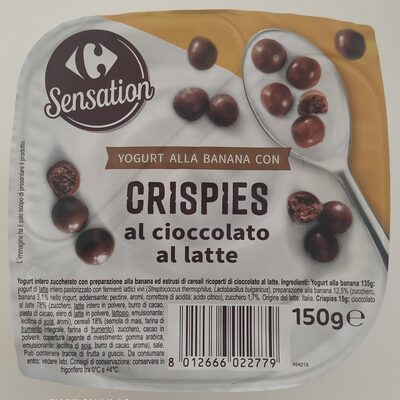 Sensation
L'immagine ha il solo scopo di presentare il prodotto.
YOGURT ALLA BANANA CON
CRISPIES
al cioccolato
al latte
Yogurt intero zuccherato con preparazione alla banana ed estrusi di cereali ricoperti di cioccolato al latte. Ingredienti: Yogurt alla banana 135g:
yogurt di latte intero pastorizzato con fermenti lattici vivi (Streptococcus thermophilus, Lactobacillus bulgaricus), preparazione alla banana 12,5% (zucchero,
banana 3,1% nello yogurt, addensante: pectine, aromi, correttore di acidità: acido citrico), zucchero 1,7%. Origine del latte: Italia. Crispies 15g: cioccolato
al latte 78% (zucchero, latte intero in polvere, burro di cacao,
pasta di cacao, siero di latte in polvere, lattosio, emulsionante:
lecitina di soia, aromi), cereali 18% (semola di mais, farina di
frumento integrale, farina di frumento), zucchero, cacao in
polvere, copertura (agente di rivestimento: gomma arabica,
emulsionante: lecitina di soia, burro di cacao, aroma), sale.
Può contenere tracce di frutta a guscio. Da consumare
entro: vedere lato. Consigli di conservazione: conservare in
frigorifero tra 0°C e +4°C.
8 012666 022779
150g ℮
454215